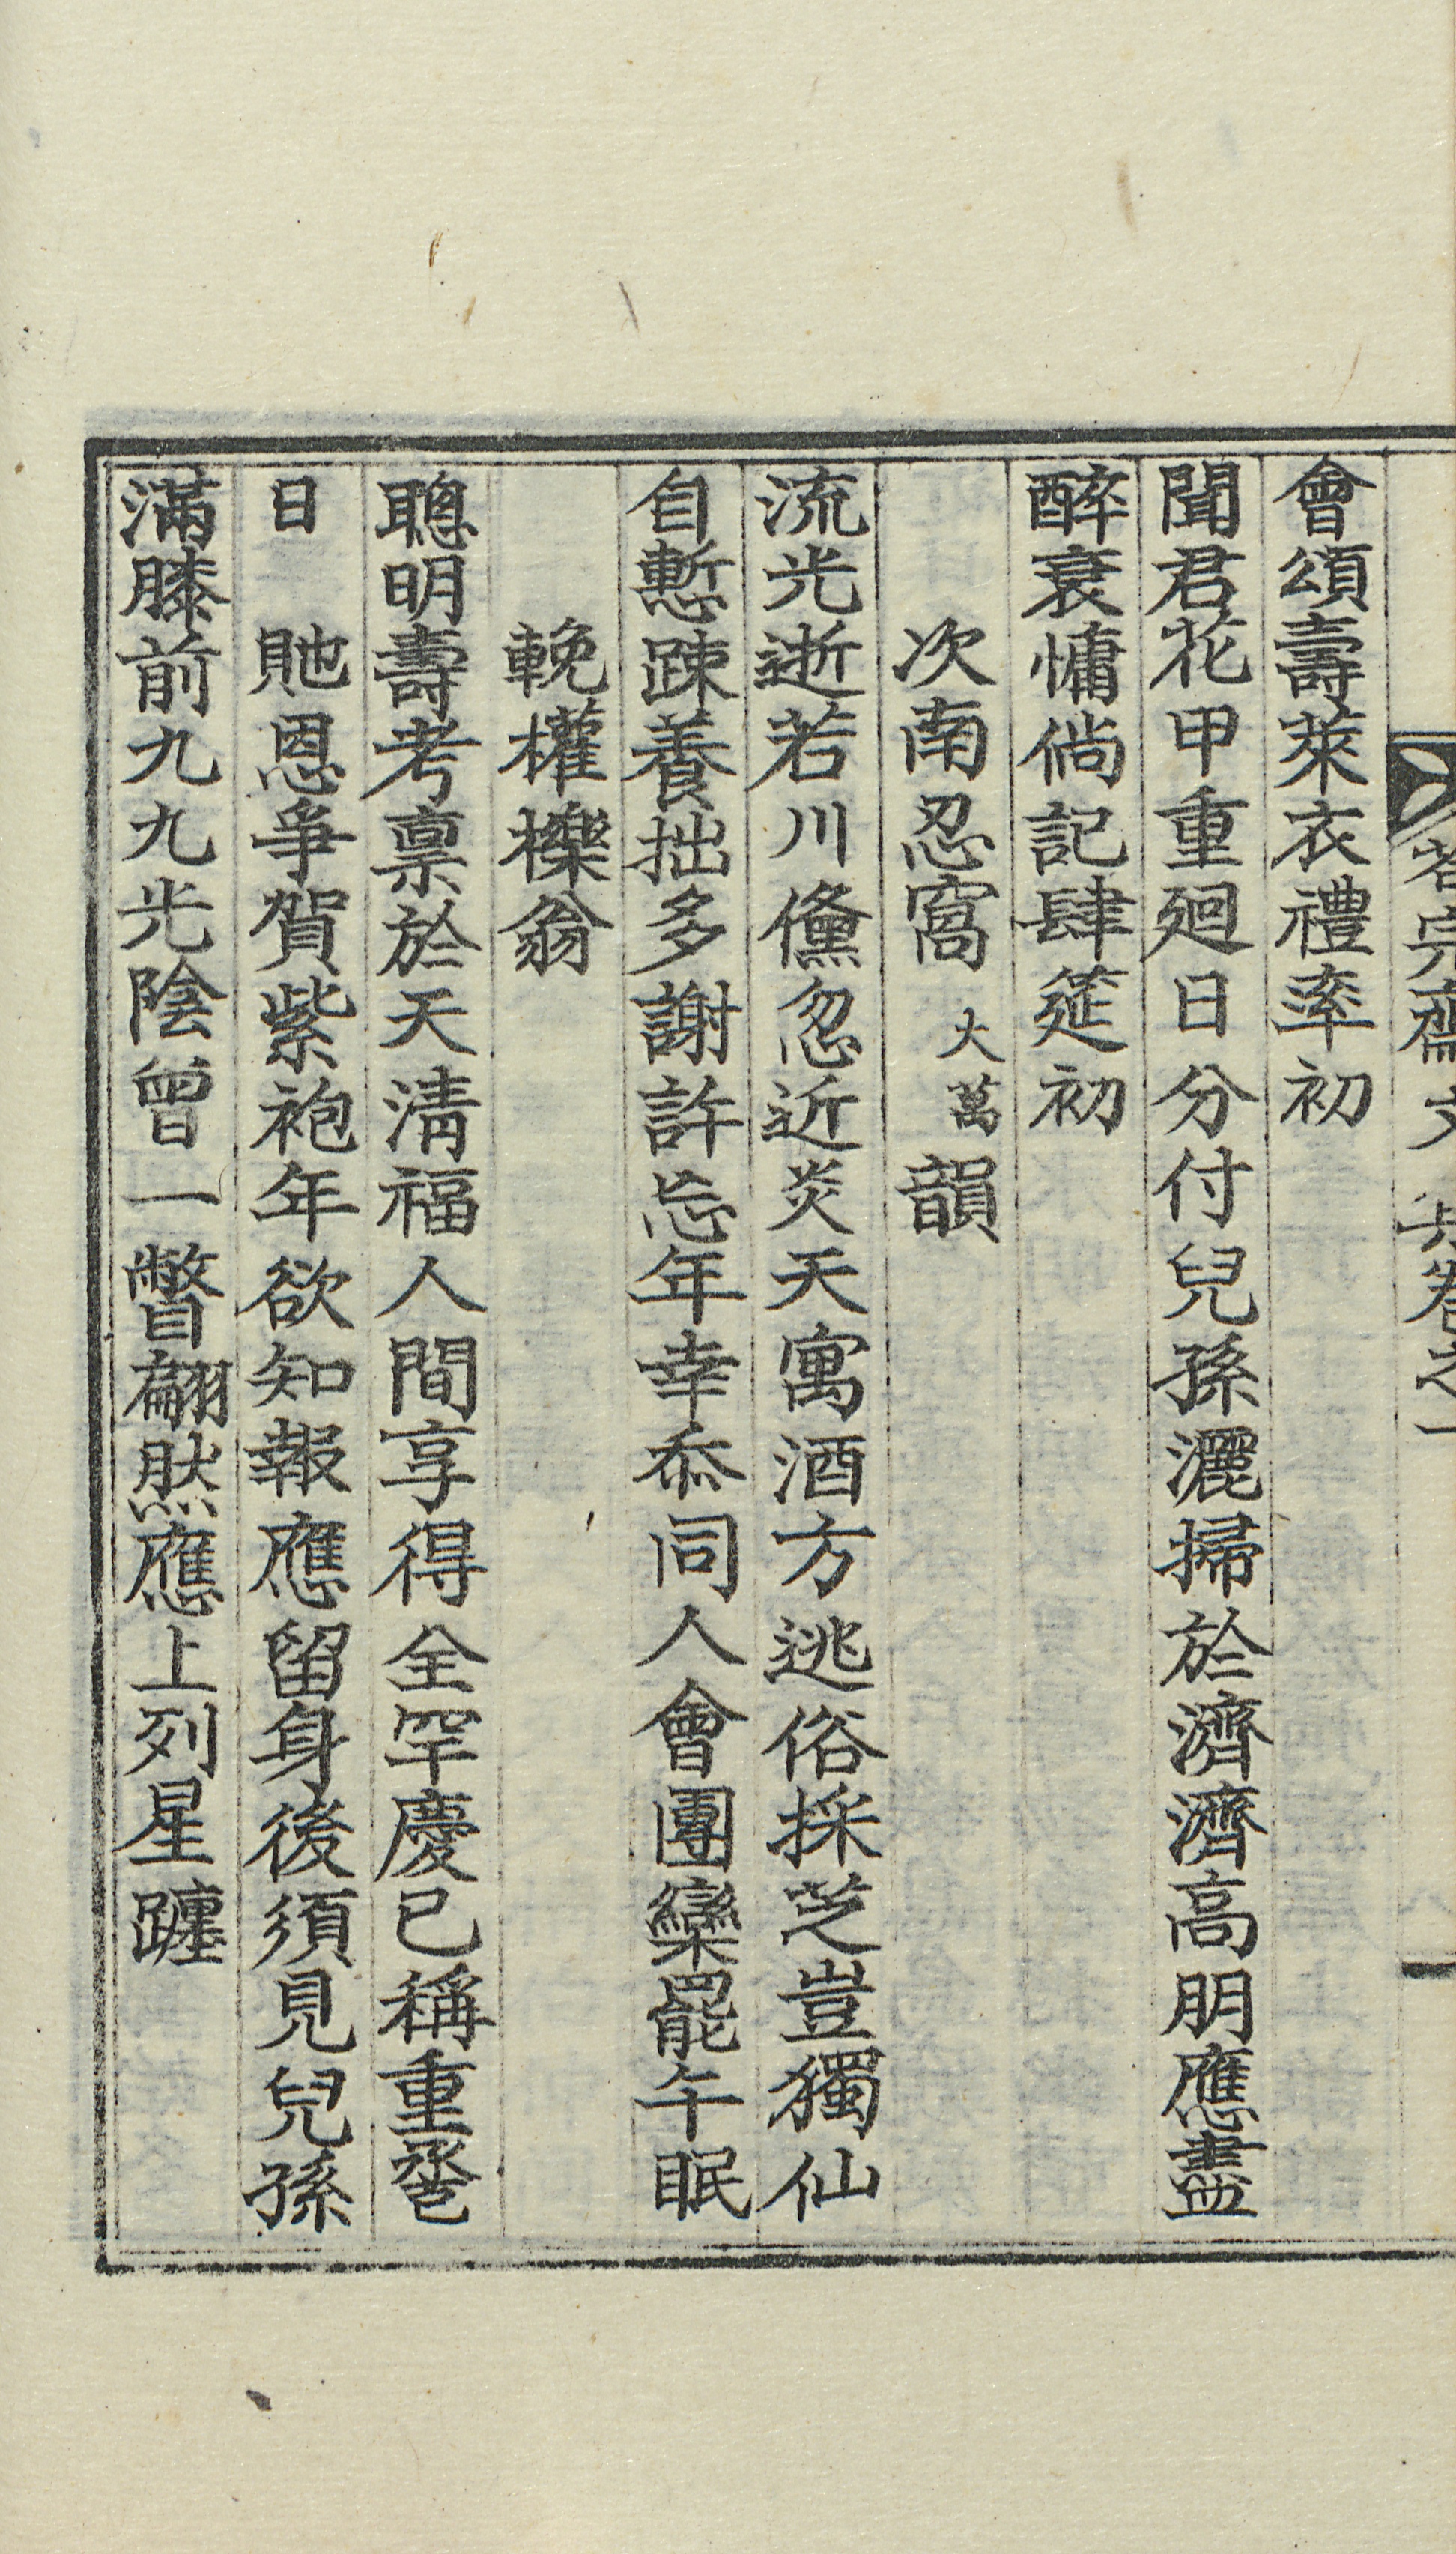 宗齋文集卷之一
會頌壽萊衣禮率初
聞君花甲重廻日分付兒孫灑掃於濟濟高朋應盡
醉衰慵倘記肆筵初
次南忍窩大萬韻
流光逝若川儵忽近炎天寓酒方逃俗採芝豈獨仙
自慙踈養拙多謝許忘年幸忝同人會團欒罷午眠
輓權櫟翁
聰明壽考禀於天淸福人間享得全罕慶已稱重巹
日 貤恩爭賀紫袍年欲知報應留身後須見兒孫
滿膝前九九光陰曾一瞥翩然應上列星躔